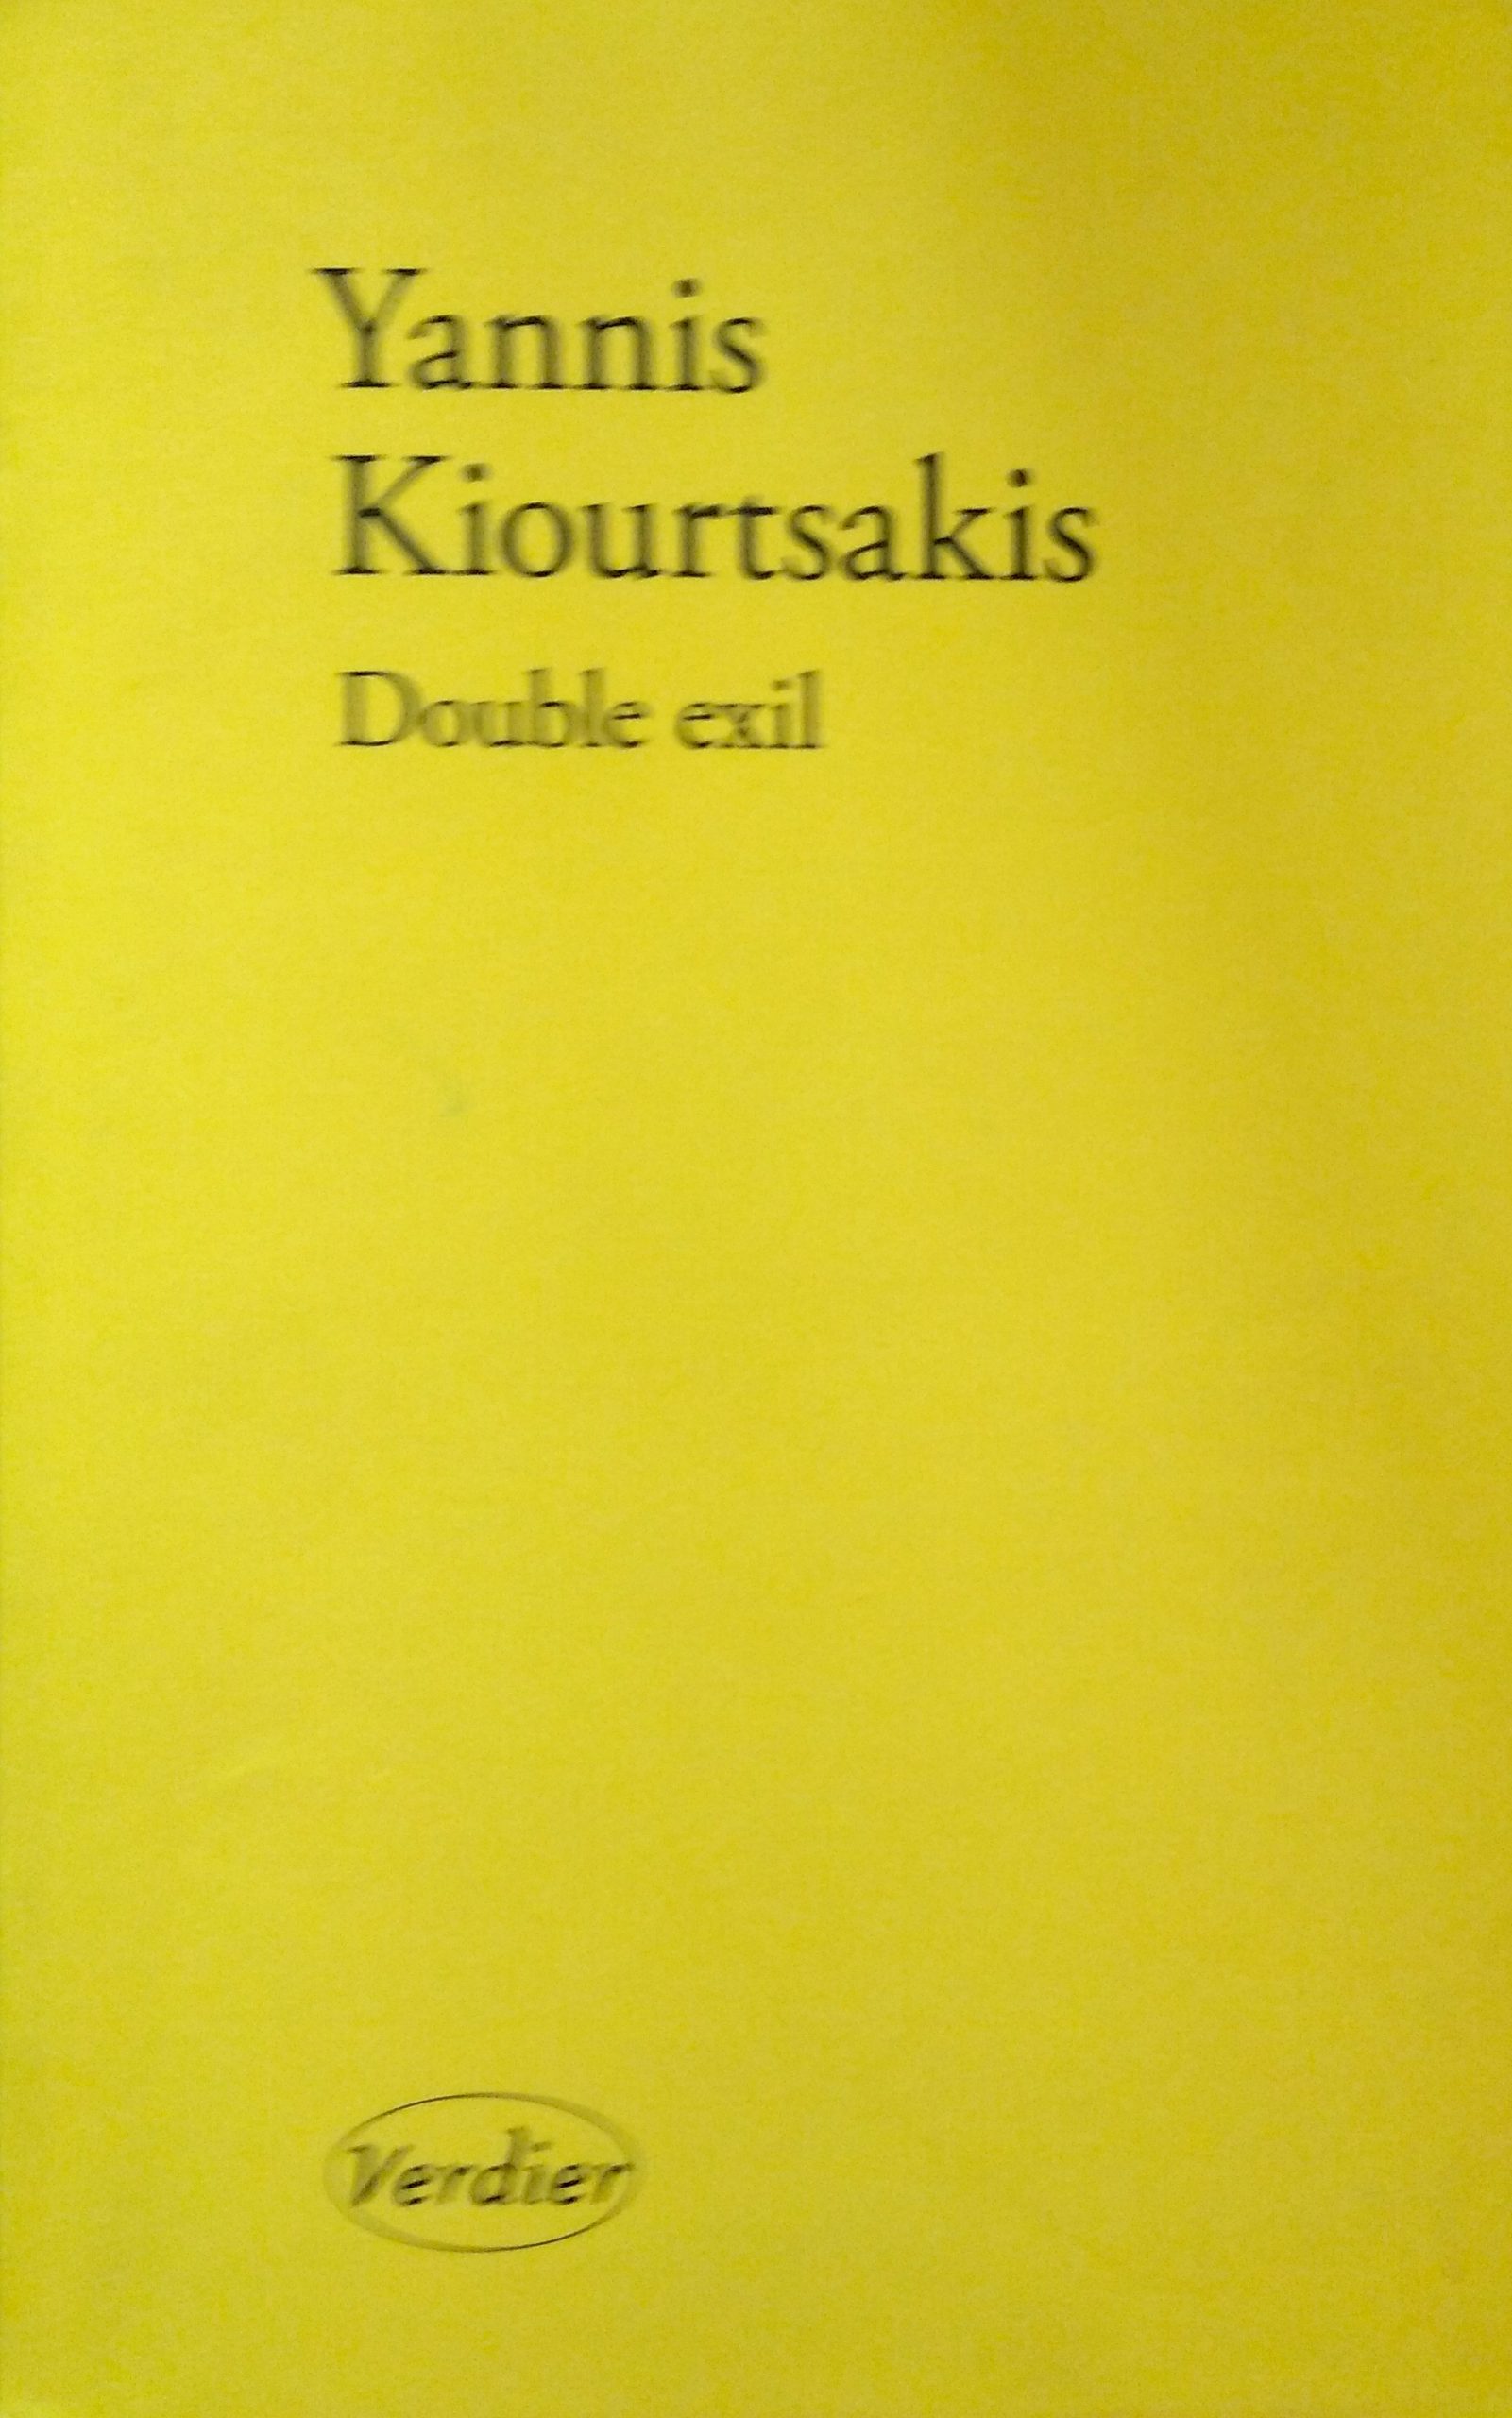 Yannis
Kiourtsakis
Double exil
Verdier